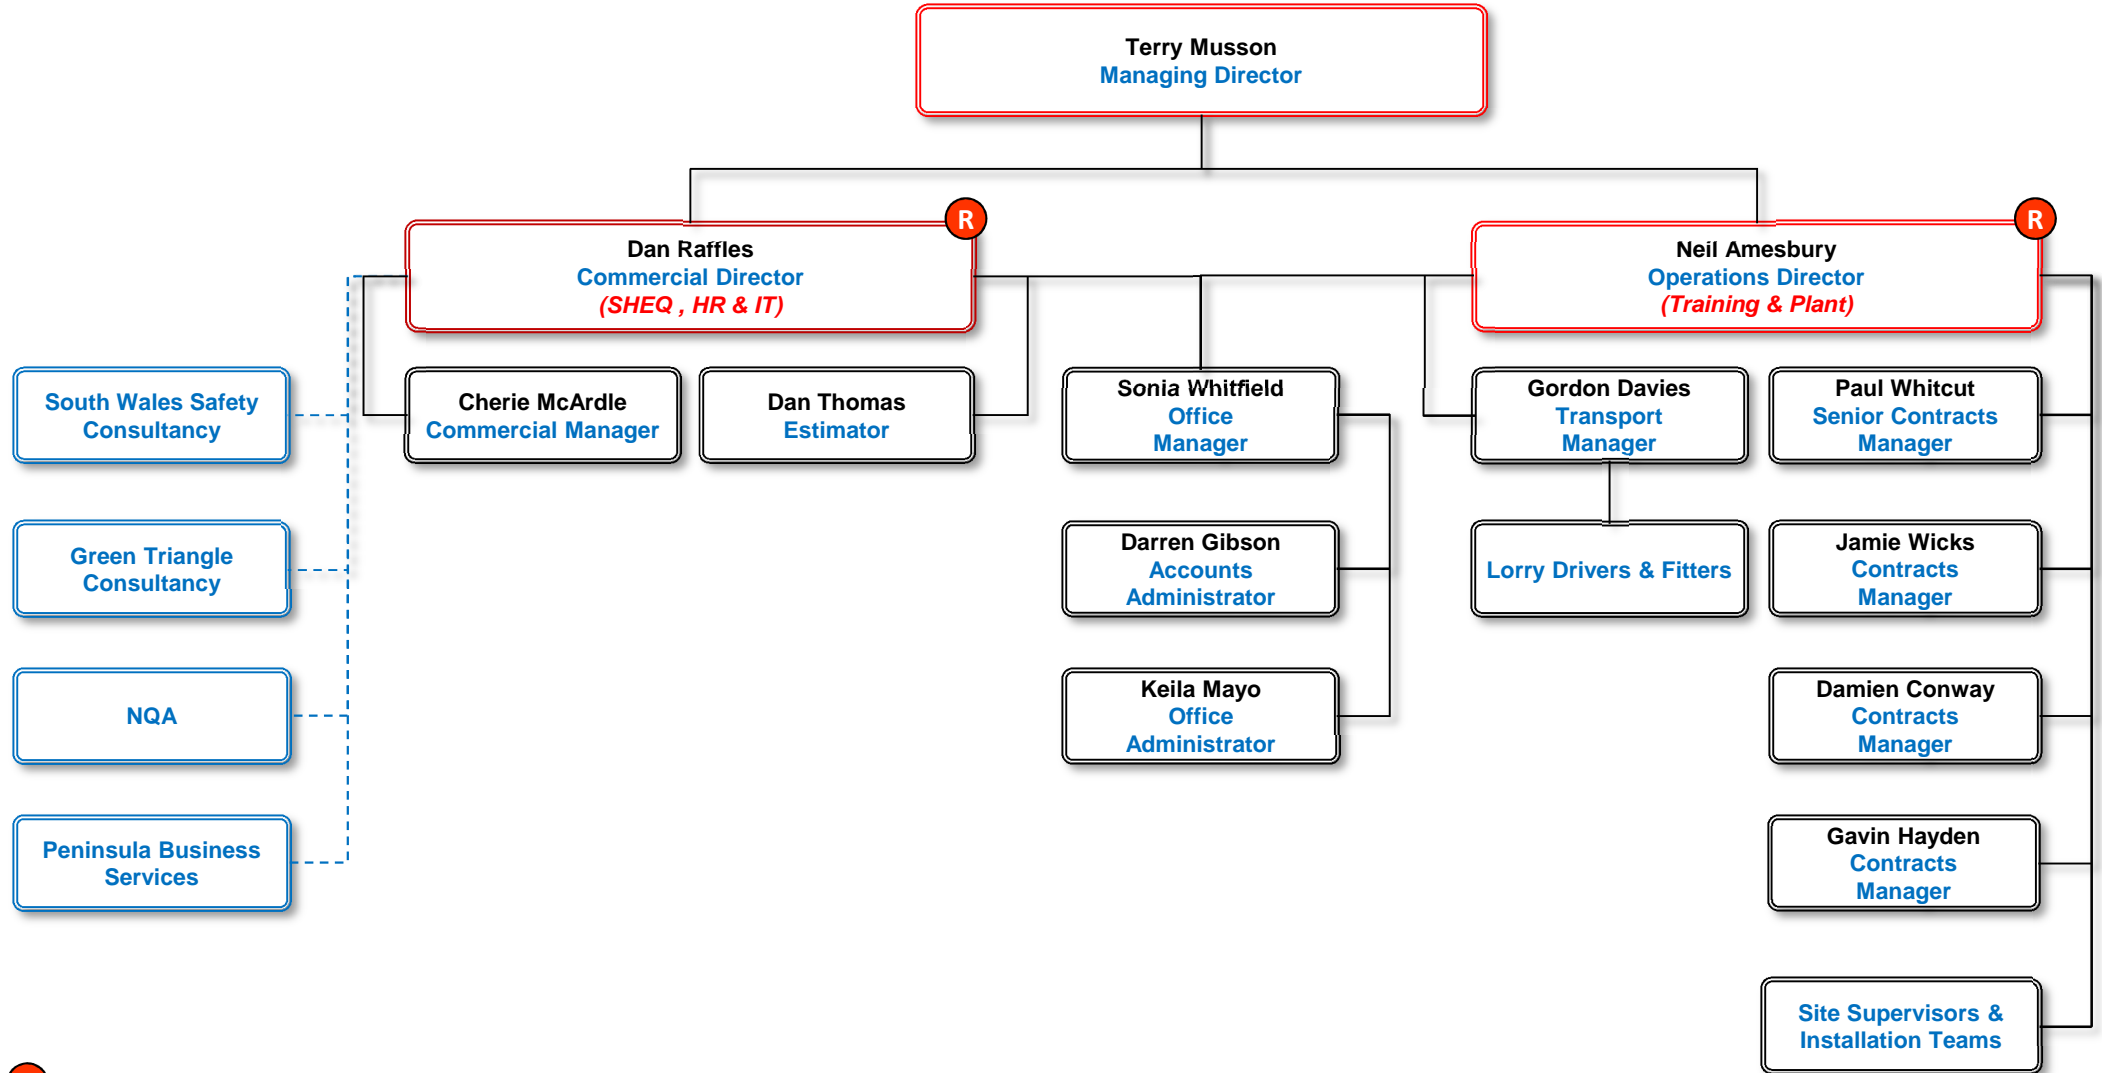 Terry Musson
Managing Director
R
Dan Raffles
Commercial Director
(SHEQ , HR & IT)
R
Neil Amesbury
Operations Director
(Training & Plant)
South Wales Safety
Consultancy
Cherie McArdle
Commercial Manager
Dan Thomas
Estimator
Sonia Whitfield
Office
Manager
Gordon Davies
Transport
Manager
Paul Whitcut
Senior Contracts
Manager
Green Triangle
Consultancy
Darren Gibson
Accounts
Administrator
Lorry Drivers & Fitters
Jamie Wicks
Contracts
Manager
NQA
Keila Mayo
Office
Administrator
Damien Conway
Contracts
Manager
Peninsula Business
Services
Gavin Hayden
Contracts
Manager
Site Supervisors &
Installation Teams